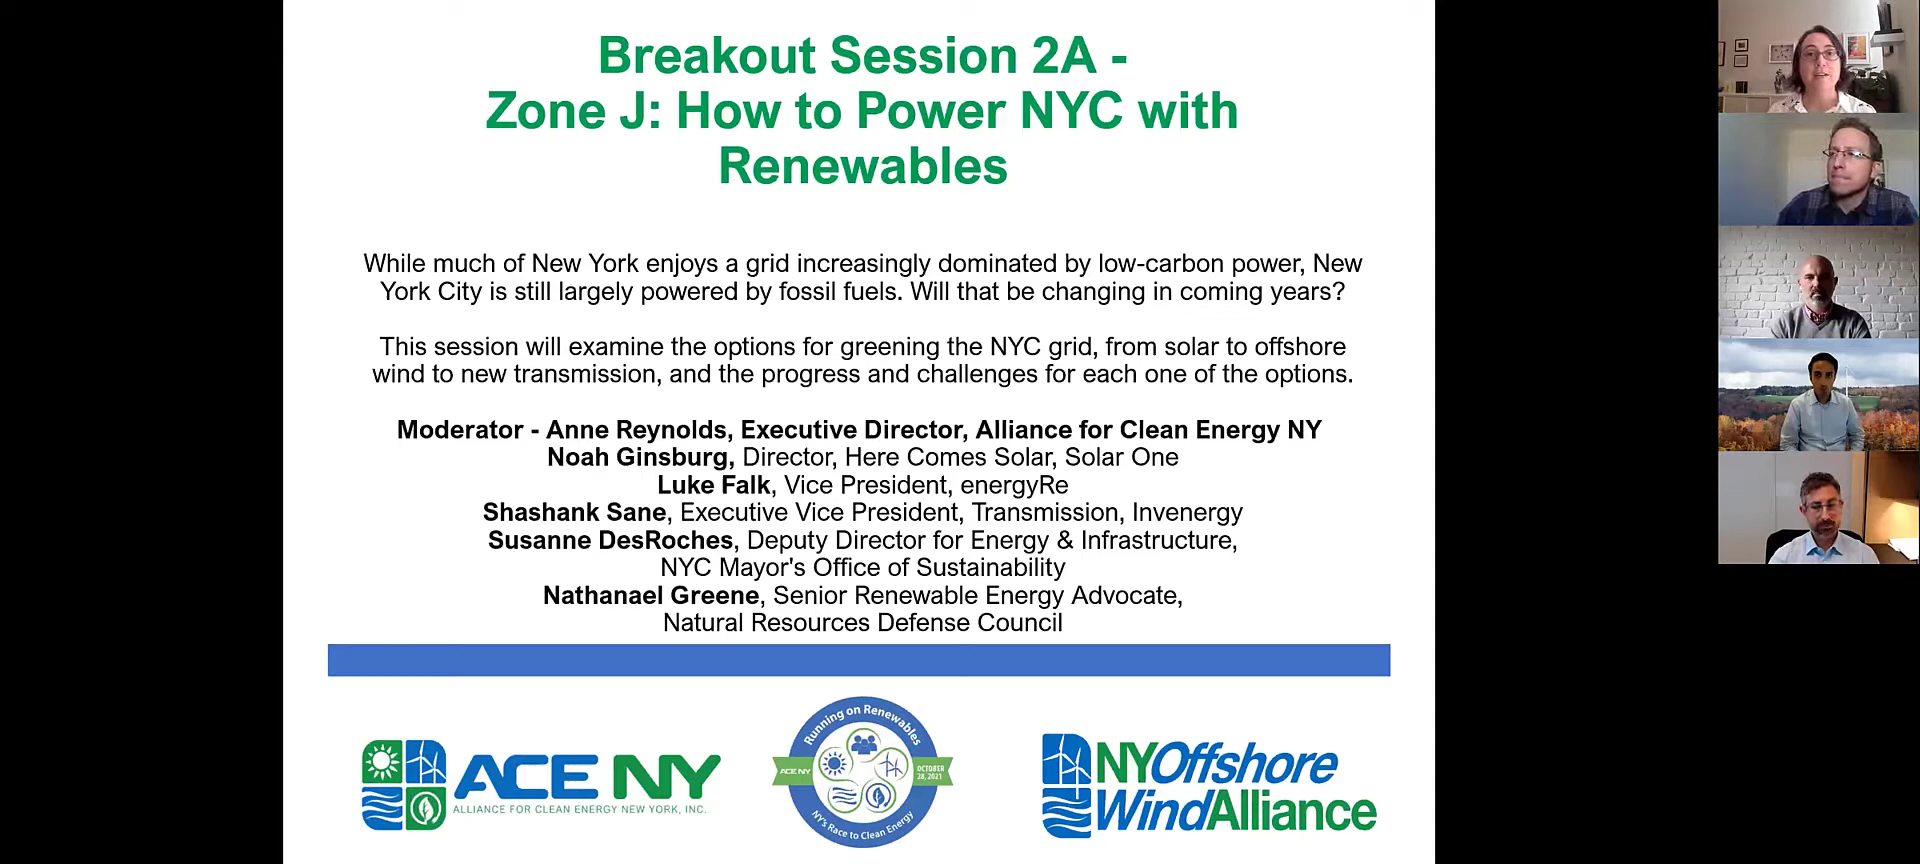 Breakout Session 2A -
Zone J: How to Power NYC with
Renewables
While much of New York enjoys a grid increasingly dominated by low-carbon power, New
York City is still largely powered by fossil fuels. Will that be changing in coming years?
This session will examine the options for greening the NYC grid, from solar to offshore
wind to new transmission, and the progress and challenges for each one of the options.
Moderator - Anne Reynolds, Executive Director, Alliance for Clean Energy NY
Noah Ginsburg, Director, Here Comes Solar, Solar One
Luke Falk, Vice President, energyRe
Shashank Sane, Executive Vice President, Transmission, Invenergy
Susanne DesRoches, Deputy Director for Energy & Infrastructure,
NYC Mayor's Office of Sustainability
Nathanael Greene, Senior Renewable Energy Advocate,
Natural Resources Defense Council
ACE NY
ALLIANCE FOR CLEAN ENERGY NEW YORK, INC.
Running on Renewables
ACE NY
OCTOBER
28, 2021
NY's Race to Clean Energy
NYOffshore
WindAlliance